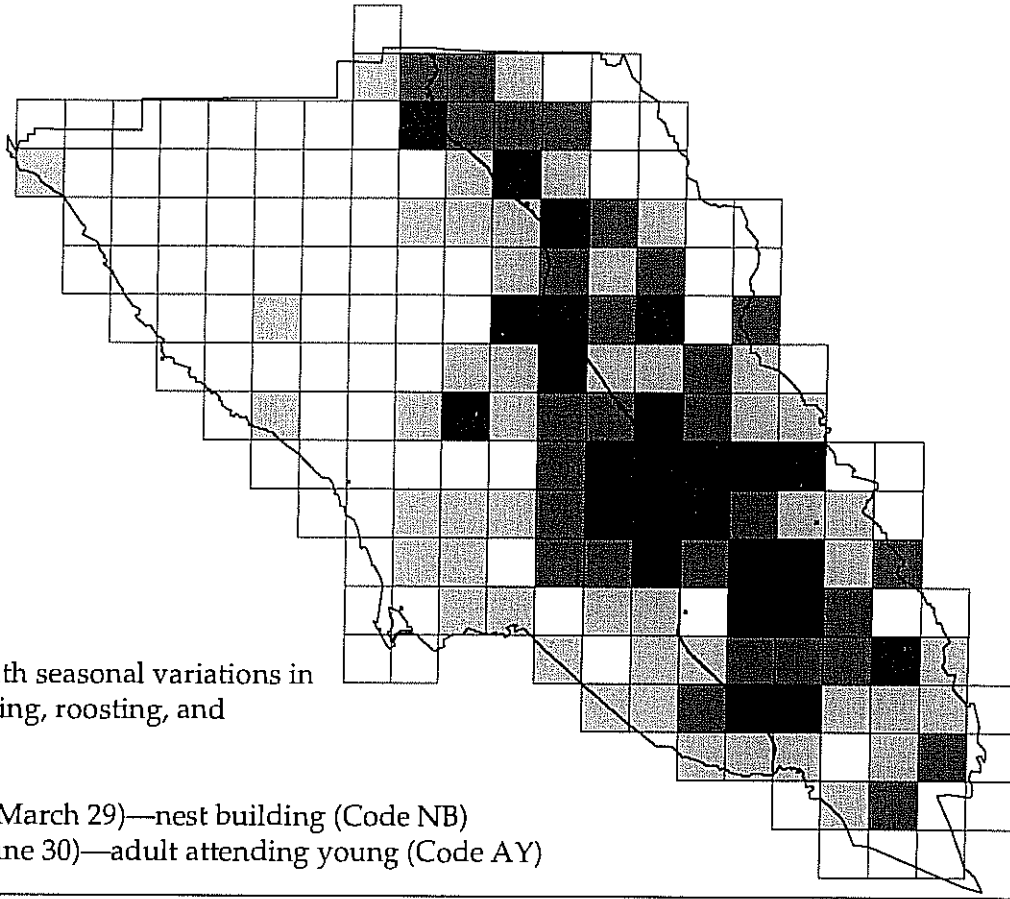 th seasonal variations in
ing, roosting, and
March 29)—nest building (Code NB)
ne 30)—adult attending young (Code AY)